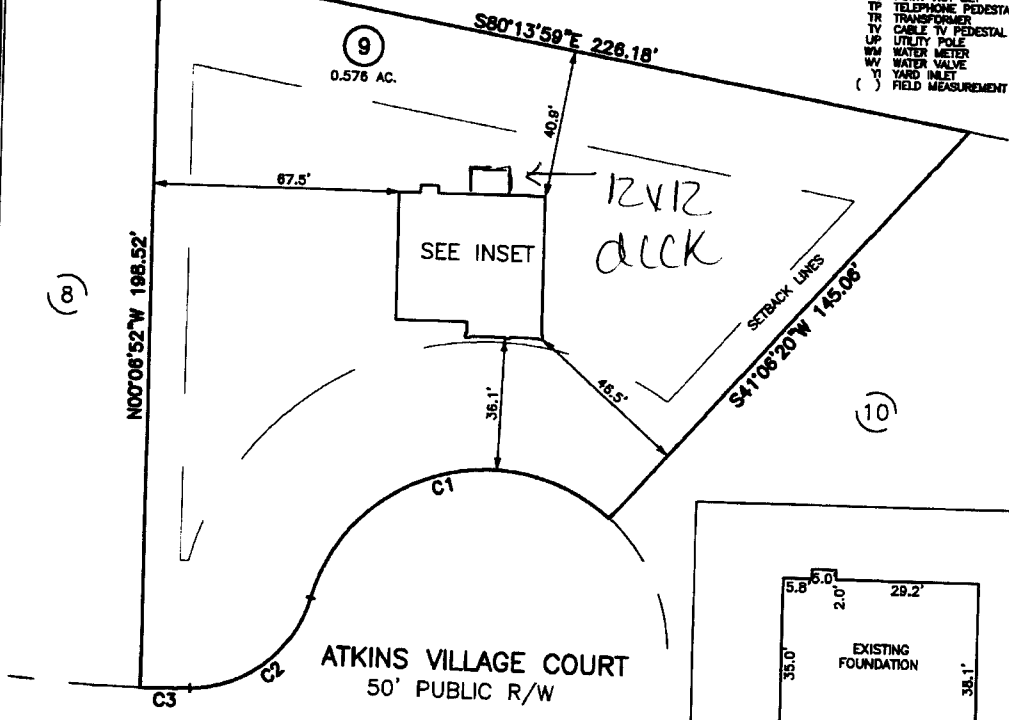 TP TELEPHONE PEDESTA
TR TRANSFORMER
TV CABLE TV PEDESTAL
UP UTILITY POLE
WM WATER METER
WV WATER VALVE
YI YARD INLET
( ) FIELD MEASUREMENT
S80°13'59"E 226.18'
9
0.576 AC.
40.9'
67.5'
12x12
deck
SEE INSET
8
N00°06'52"W 198.52'
SETBACK LINES
S41°06'20"W 145.06'
36.1'
46.5'
10
C1
C2
C3
ATKINS VILLAGE COURT
50' PUBLIC R/W
5.8' 6.0' 29.2'
2.0'
35.0'
EXISTING
FOUNDATION
38.1'